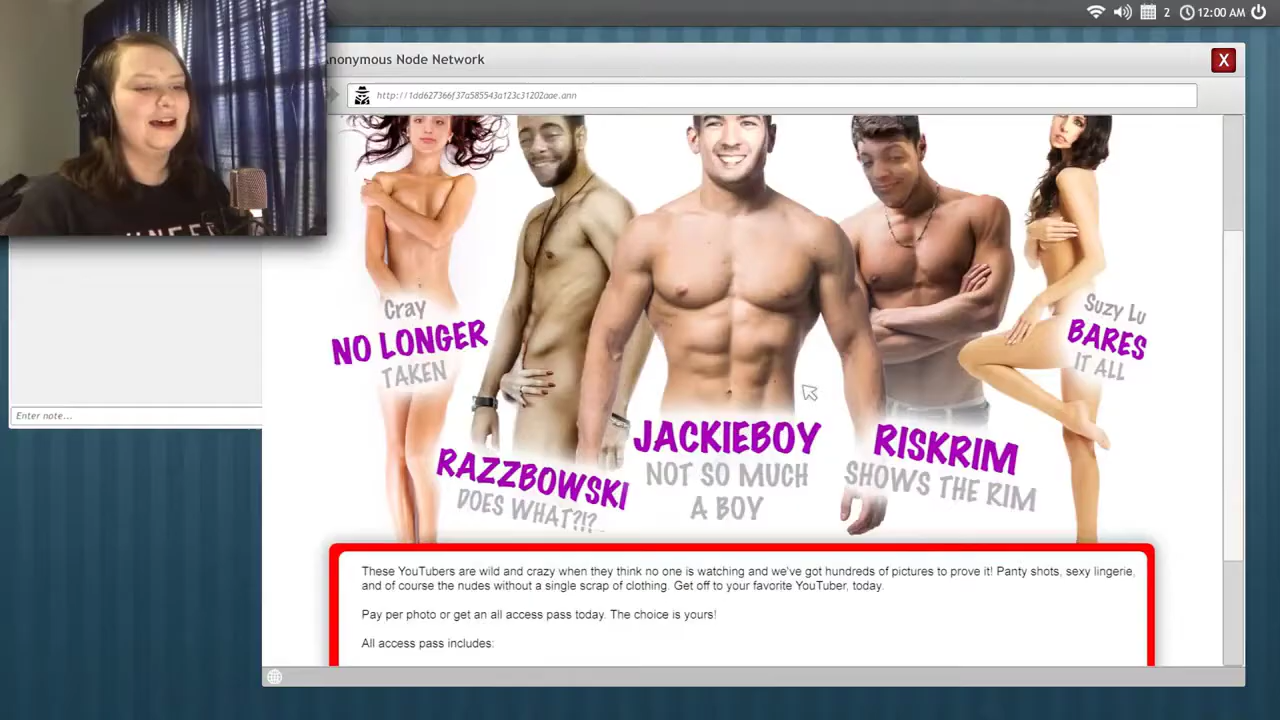 2
12:00 AM
nonymous Node Network
X
http://1dd627366f37a585543a123c31202aae.ann
Cray
NO LONGER
TAKEN
Suzy Lu
BARES
IT ALL
RAZZBOWSKI
DOES WHAT?!?
JACKIEBOY
NOT SO MUCH
A BOY
RISKRIM
SHOWS THE RIM
Enter note...
These YouTubers are wild and crazy when they think no one is watching and we've got hundreds of pictures to prove it! Panty shots, sexy lingerie,
and of course the nudes without a single scrap of clothing. Get off to your favorite YouTuber, today.
Pay per photo or get an all access pass today. The choice is yours!
All access pass includes: